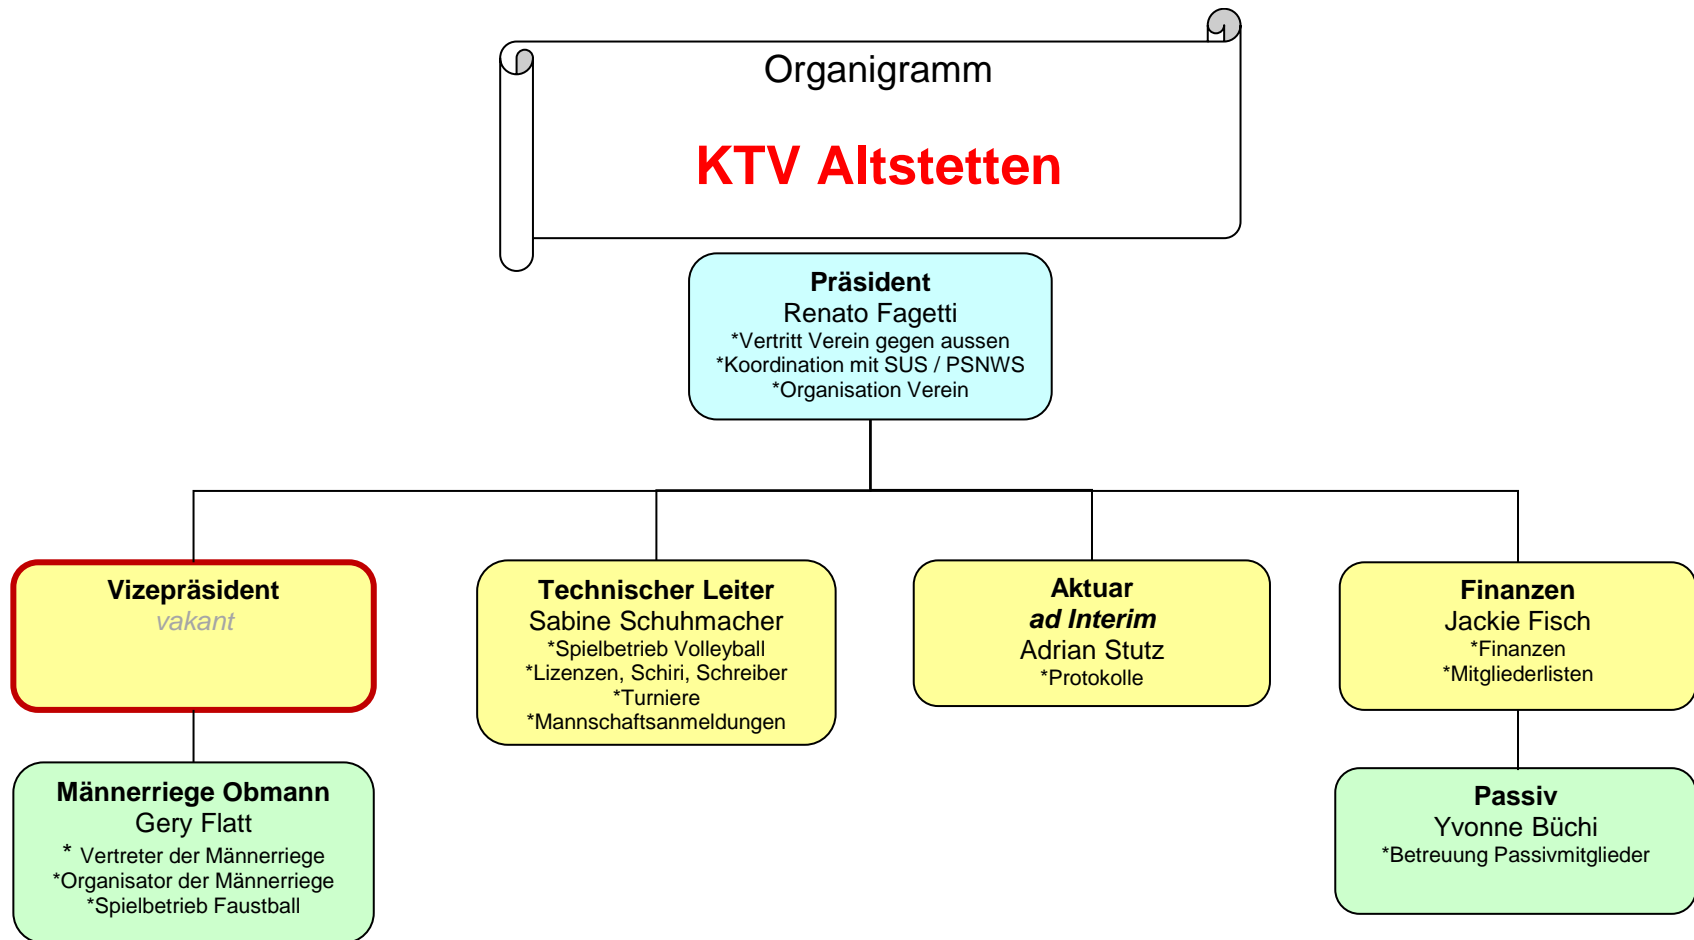 Organigramm
KTV Altstetten
Präsident
Renato Fagetti
*Vertritt Verein gegen aussen
*Koordination mit SUS / PSNWS
*Organisation Verein
Vizepräsident
vakant
Technischer Leiter
Sabine Schuhmacher
*Spielbetrieb Volleyball
*Lizenzen, Schiri, Schreiber
*Turniere
*Mannschaftsanmeldungen
Aktuar
ad Interim
Adrian Stutz
*Protokolle
Finanzen
Jackie Fisch
*Finanzen
*Mitgliederlisten
Männerriege Obmann
Gery Flatt
* Vertreter der Männerriege
*Organisator der Männerriege
*Spielbetrieb Faustball
Passiv
Yvonne Büchi
*Betreuung Passivmitglieder